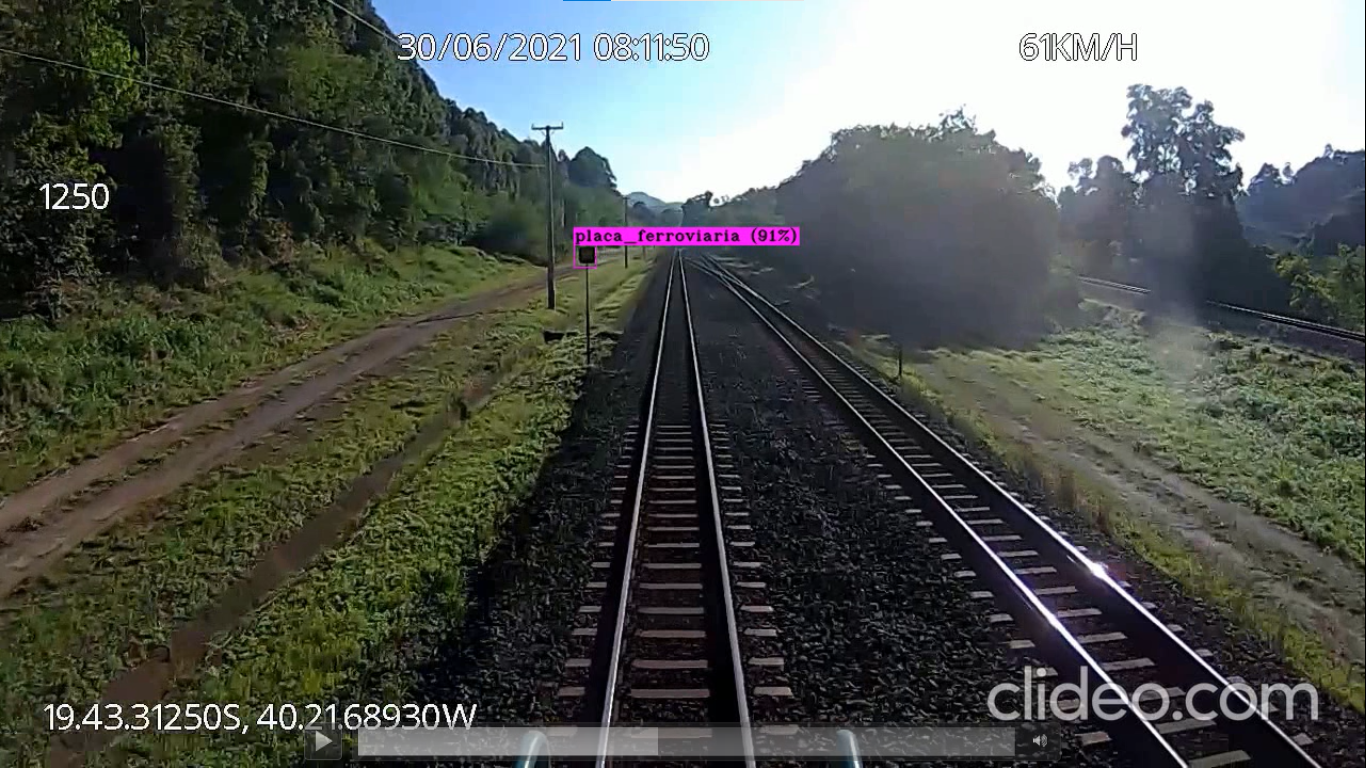 30/06/2021 08:11:50
61KM/H
1250
placa_ferroviaria (91%)
19.43.31250S, 40.2168930W
clideo.com